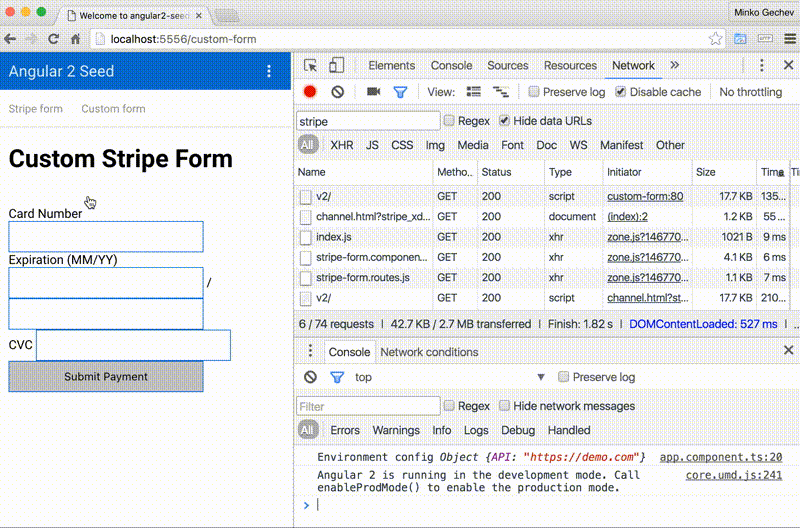 Welcome to angular2-seed
Minko Gechev
localhost:5556/custom-form
Angular 2 Seed
Stripe form Custom form
Custom Stripe Form
Card Number
Expiration (MM/YY)
/
CVC
Submit Payment
Elements Console Sources Resources Network
View: Preserve log Disable cache No throttling
stripe Regex Hide data URLs
All XHR JS CSS Img Media Font Doc WS Manifest Other
Name Metho... Status Type Initiator Size Time Tim
v2/ GET 200 script custom-form:80 17.7 KB 135...
channel.html?stripe_xd... GET 200 document (index):2 1.2 KB 55 ...
index.js GET 200 xhr zone.js?146770... 1021 B 9 ms
stripe-form.componen... GET 200 xhr zone.js?146770... 4.1 KB 6 ms
stripe-form.routes.js GET 200 xhr zone.js?146770... 1.1 KB 7 ms
v2/ GET 200 script channel.html?st... 17.7 KB 210...
6 / 74 requests | 42.7 KB / 2.7 MB transferred | Finish: 1.82 s | DOMContentLoaded: 527 ms | ...
Console Network conditions
top Preserve log
Filter Regex Hide network messages
All Errors Warnings Info Logs Debug Handled
Environment config Object {API: "https://demo.com"} app.component.ts:20
Angular 2 is running in the development mode. Call core.umd.js:241
enableProdMode() to enable the production mode.